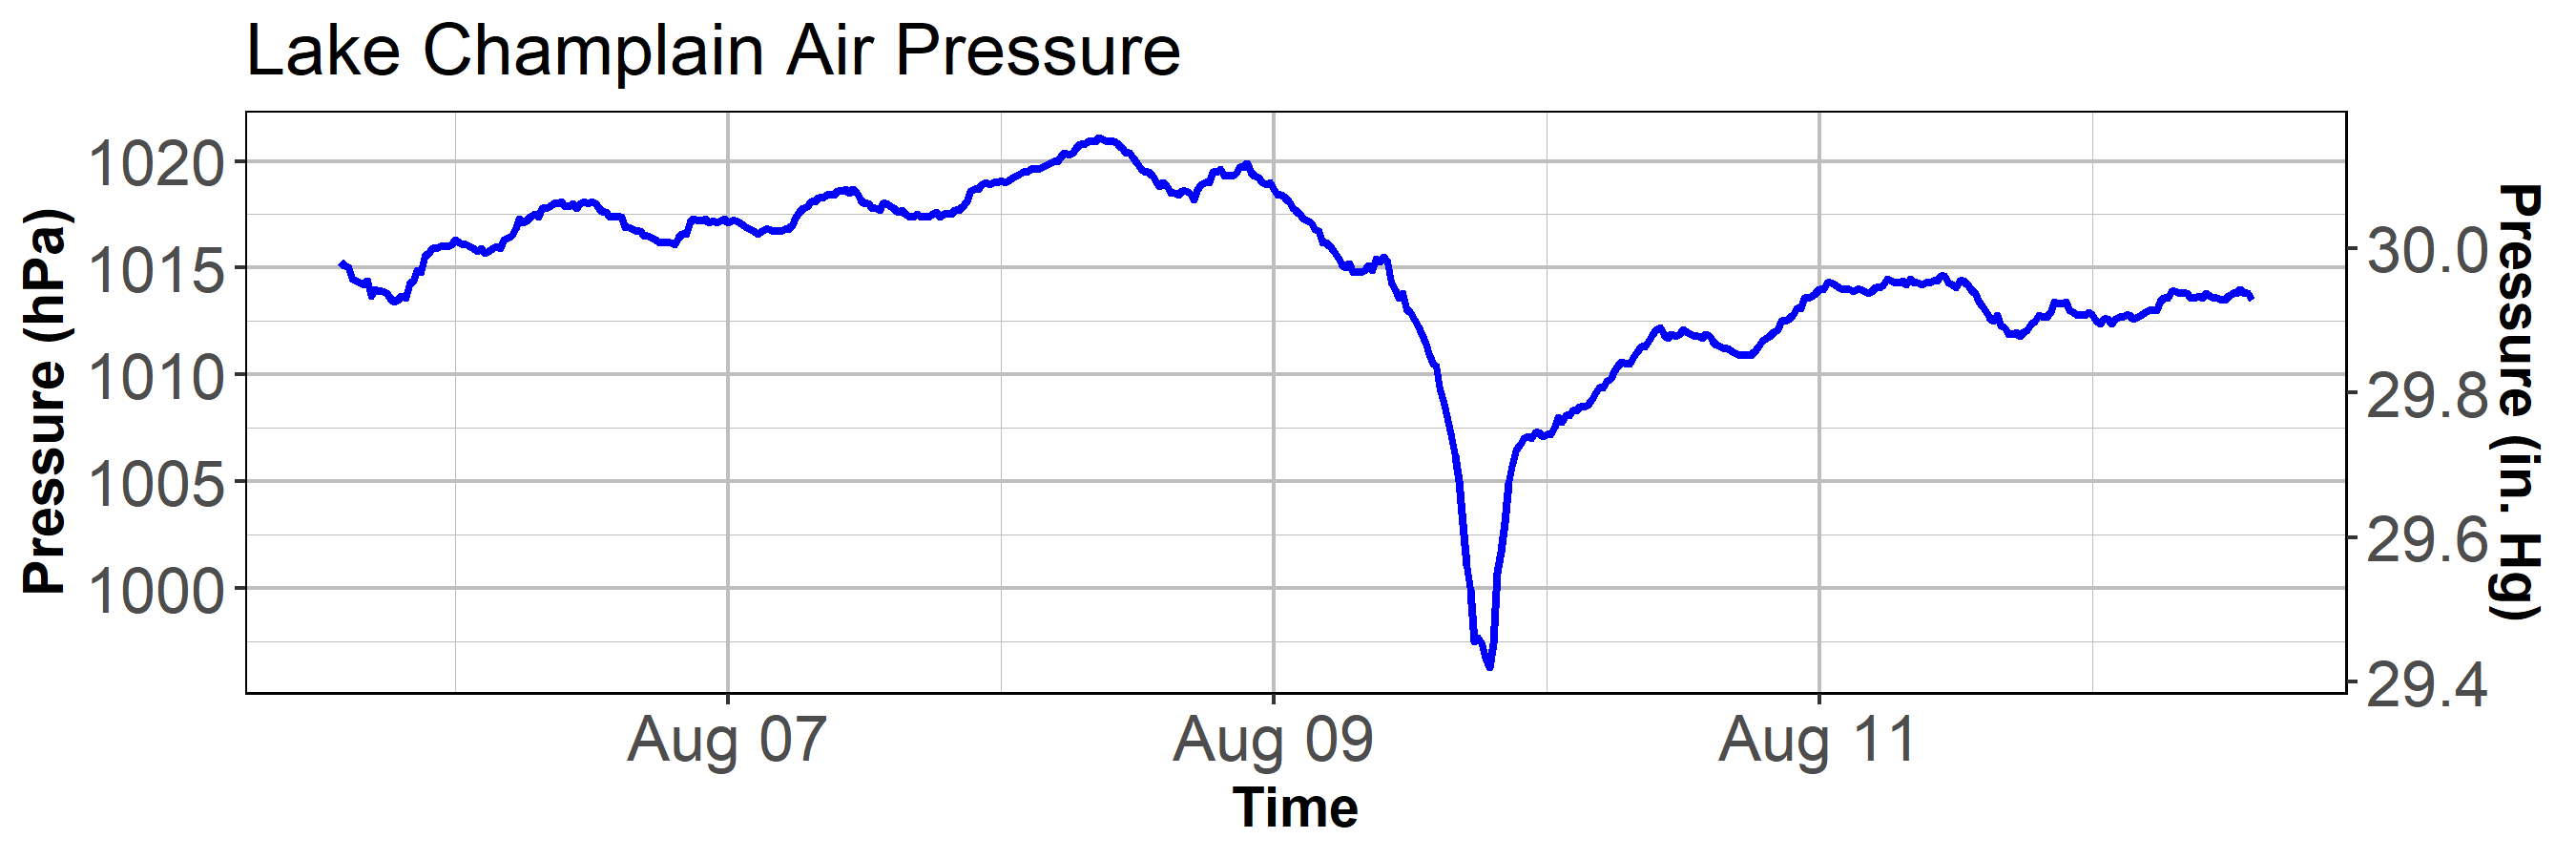 Lake Champlain Air Pressure
Pressure (hPa)
1020
1015
1010
1005
1000
30.0
29.8
29.6
29.4
Pressure (in. Hg)
Aug 07
Aug 09
Aug 11
Time